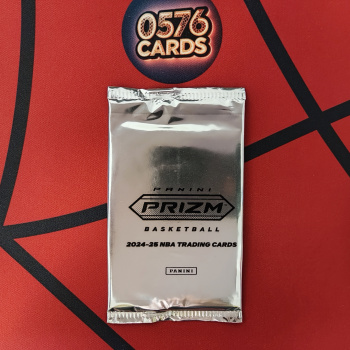 0576
CARDS
PANINI
PRIZM
BASKETBALL
2024-25 NBA TRADING CARDS
PANINI